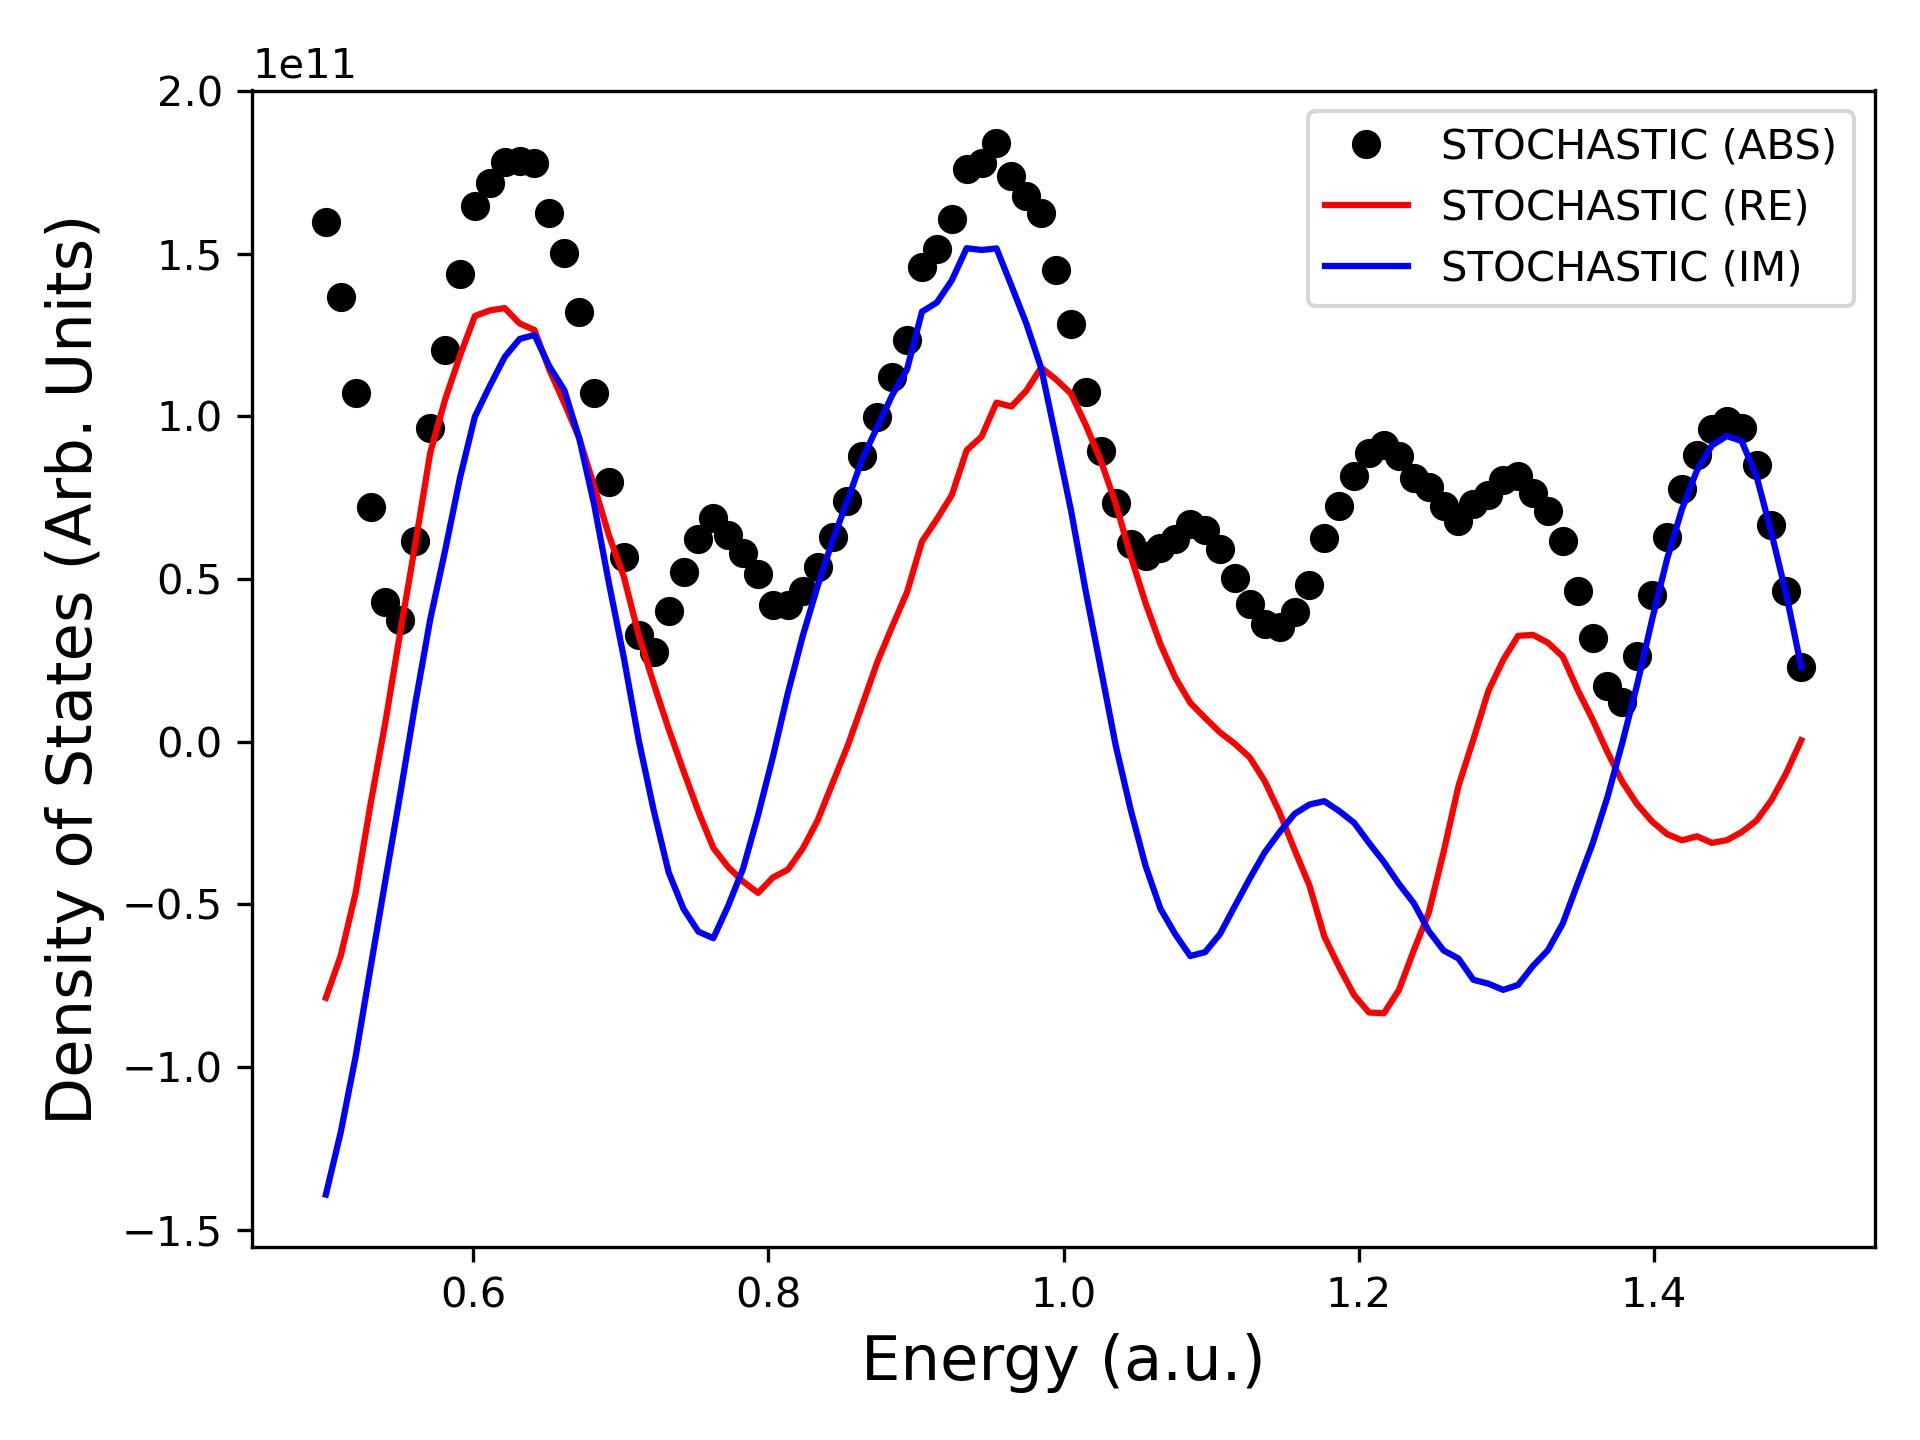 1e11
2.0
1.5
1.0
0.5
0.0
−0.5
−1.0
−1.5
Density of States (Arb. Units)
STOCHASTIC (ABS)
STOCHASTIC (RE)
STOCHASTIC (IM)
0.6 0.8 1.0 1.2 1.4
Energy (a.u.)